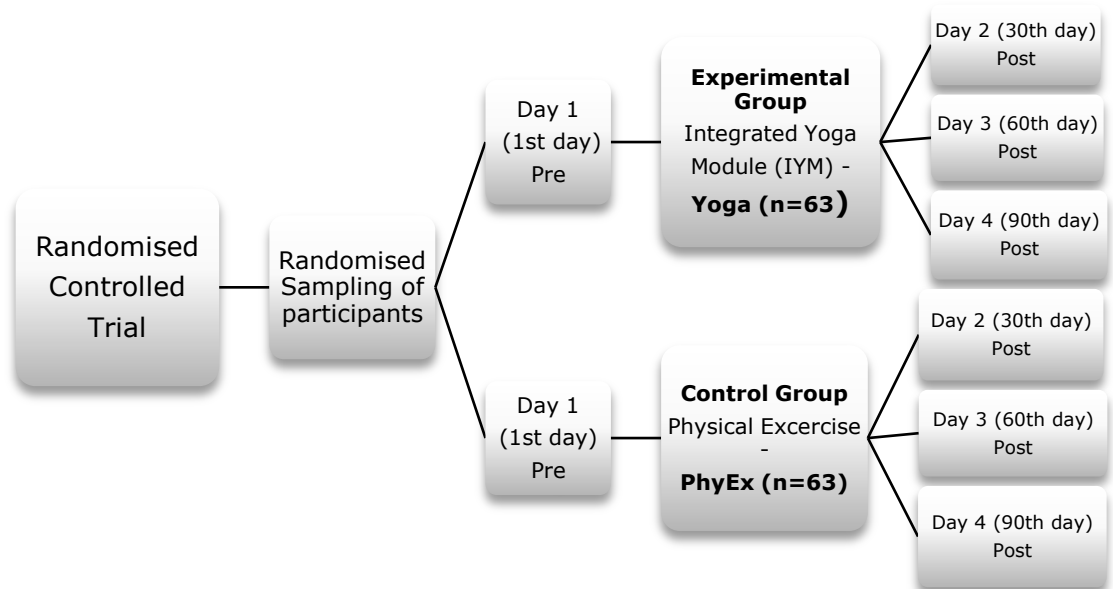 Randomised
Controlled
Trial
Randomised
Sampling of
participants
Day 1
(1st day)
Pre
Experimental
Group
Integrated Yoga
Module (IYM) -
Yoga (n=63)
Day 2 (30th day)
Post
Day 3 (60th day)
Post
Day 4 (90th day)
Post
Day 1
(1st day)
Pre
Control Group
Physical Excercise
-
PhyEx (n=63)
Day 2 (30th day)
Post
Day 3 (60th day)
Post
Day 4 (90th day)
Post